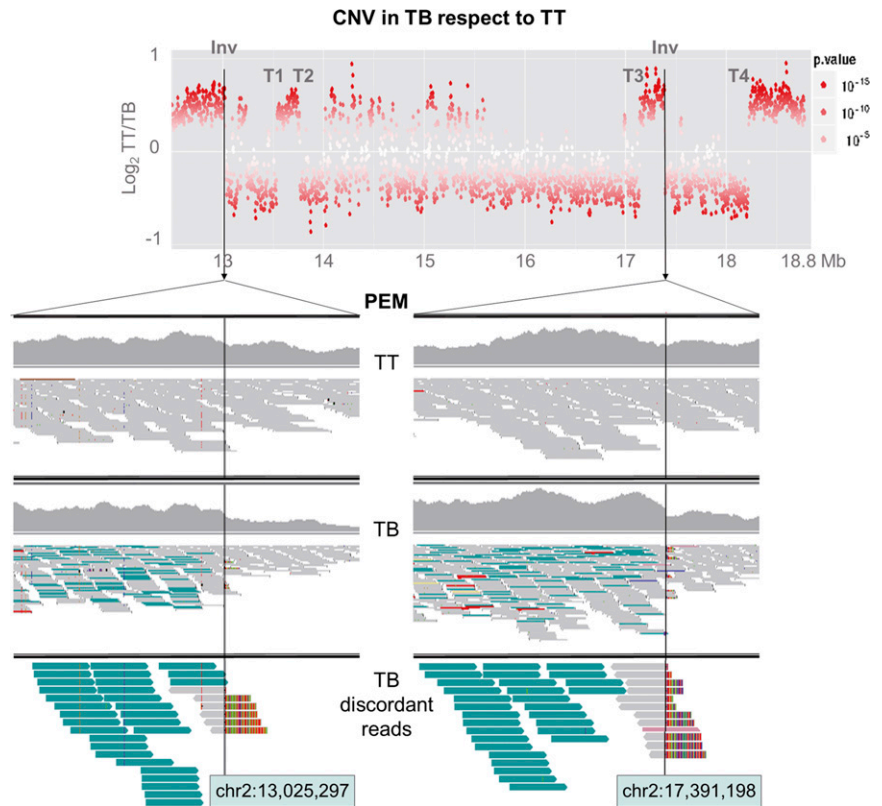 CNV in TB respect to TT
Inv
Inv
T1
T2
T3
T4
p.value
10⁻¹⁵
10⁻¹⁰
10⁻⁵
Log₂ TT/TB
1
0
-1
13
14
15
16
17
18
18.8 Mb
PEM
TT
TB
TB
discordant
reads
chr2:13,025,297
chr2:17,391,198